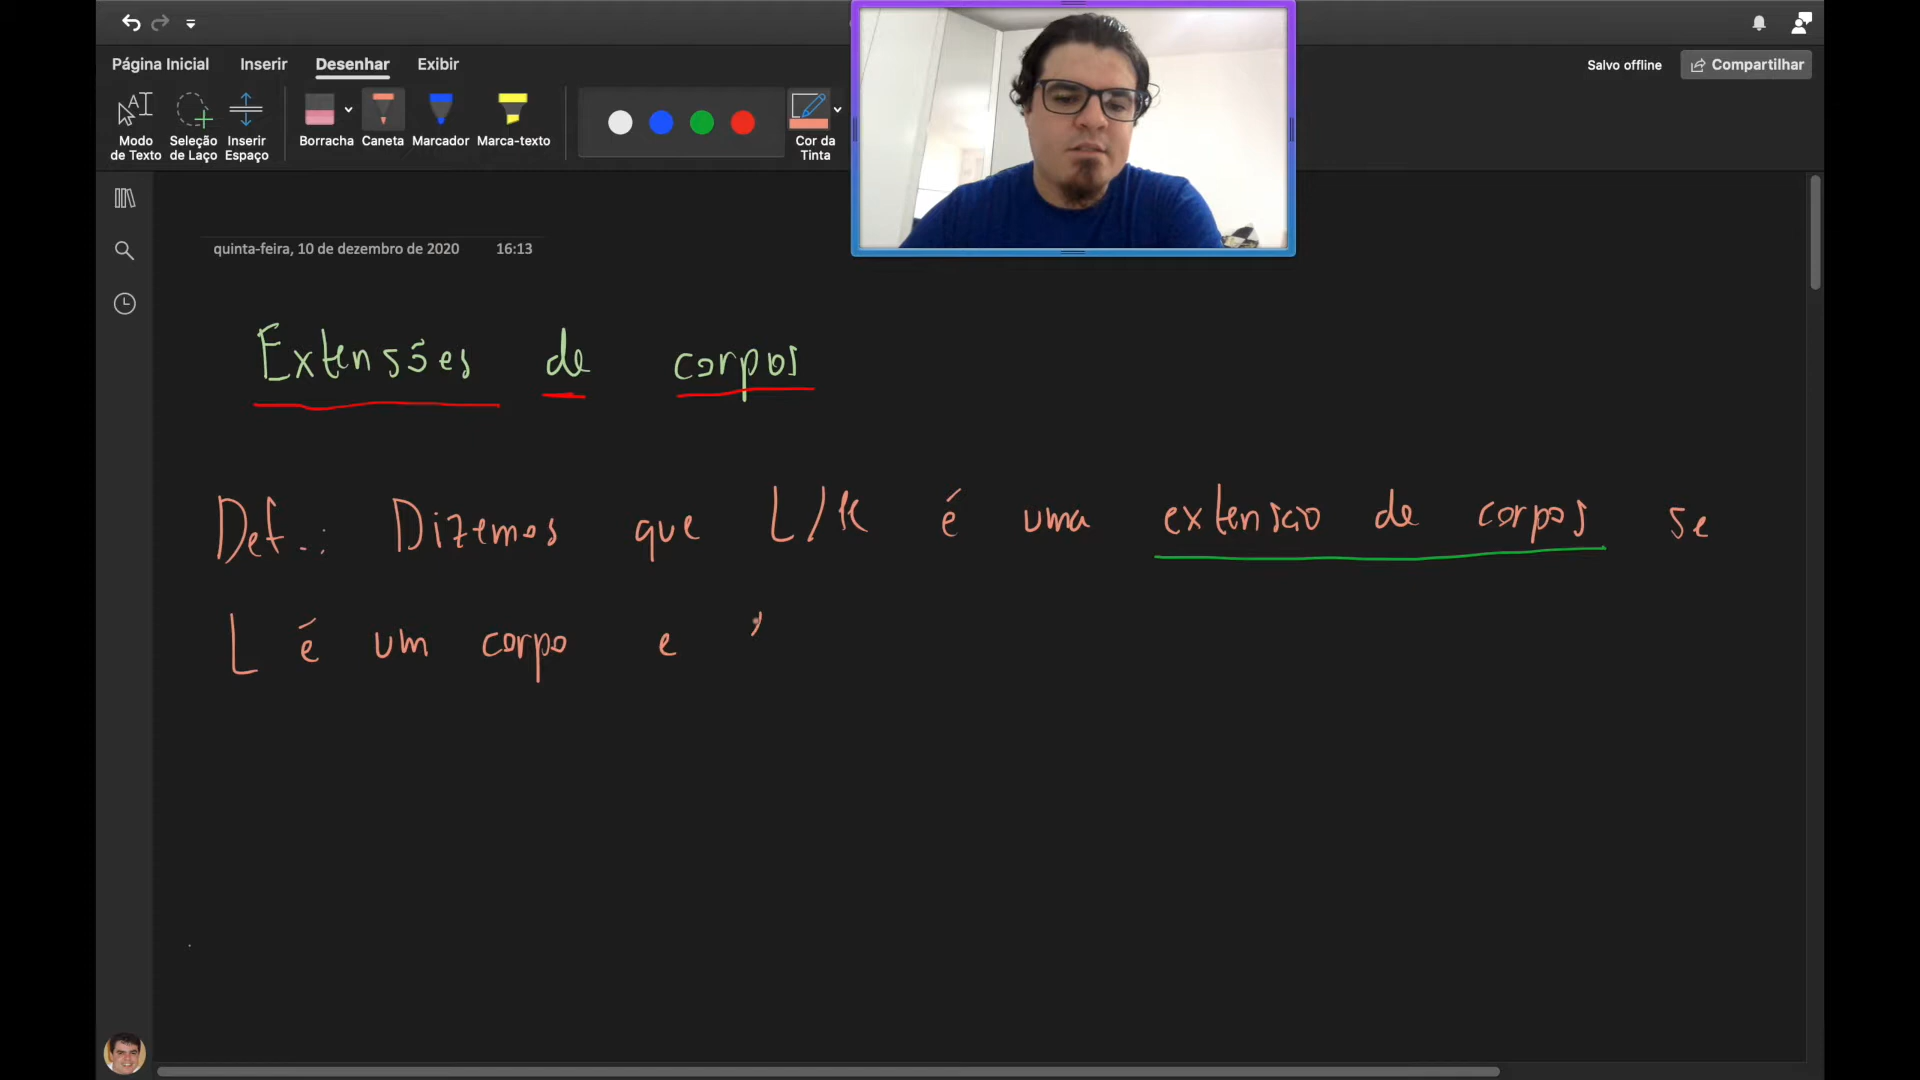 Página Inicial Inserir Desenhar Exibir
Salvo offline Compartilhar
Modo de Texto Seleção de Laço Inserir Espaço Borracha Caneta Marcador Marca-texto Cor da Tinta
quinta-feira, 10 de dezembro de 2020 16:13
Extensões de corpos
Def.: Dizemos que L/K é uma extensão de corpos se
L é um corpo e